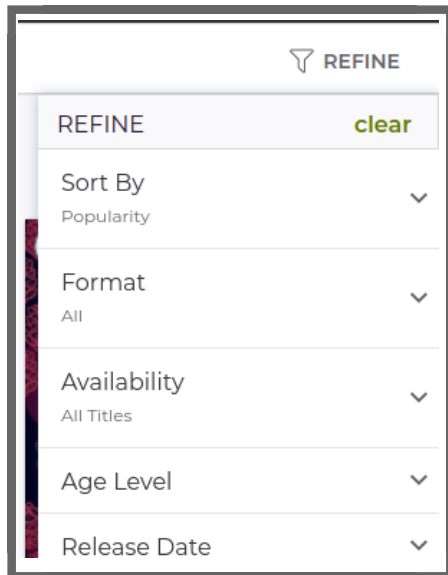 REFINE
REFINE clear
Sort By
Popularity
Format
All
Availability
All Titles
Age Level
Release Date